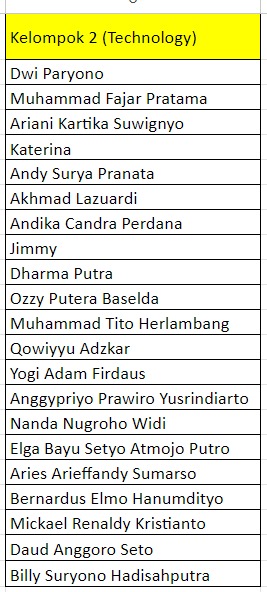 Kelompok 2 (Technology)
Dwi Paryono
Muhammad Fajar Pratama
Ariani Kartika Suwignyo
Katerina
Andy Surya Pranata
Akhmad Lazuardi
Andika Candra Perdana
Jimmy
Dharma Putra
Ozzy Putera Baselda
Muhammad Tito Herlambang
Qowiyyu Adzkar
Yogi Adam Firdaus
Anggypriyo Prawiro Yusrindiarto
Nanda Nugroho Widi
Elga Bayu Setyo Atmojo Putro
Aries Arieffandy Sumarso
Bernardus Elmo Hanumdityo
Mickael Renaldy Kristianto
Daud Anggoro Seto
Billy Suryono Hadisahputra